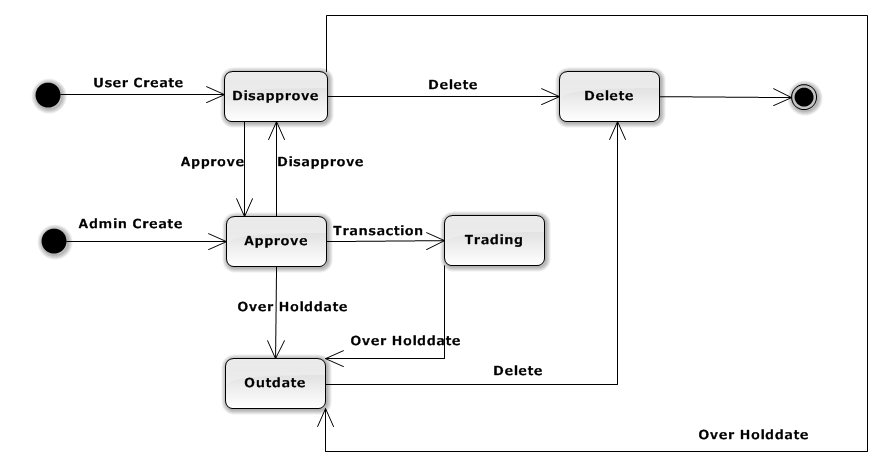 User Create
Disapprove
Delete
Delete
Approve
Disapprove
Admin Create
Approve
Transaction
Trading
Over Holddate
Over Holddate
Outdate
Delete
Over Holddate